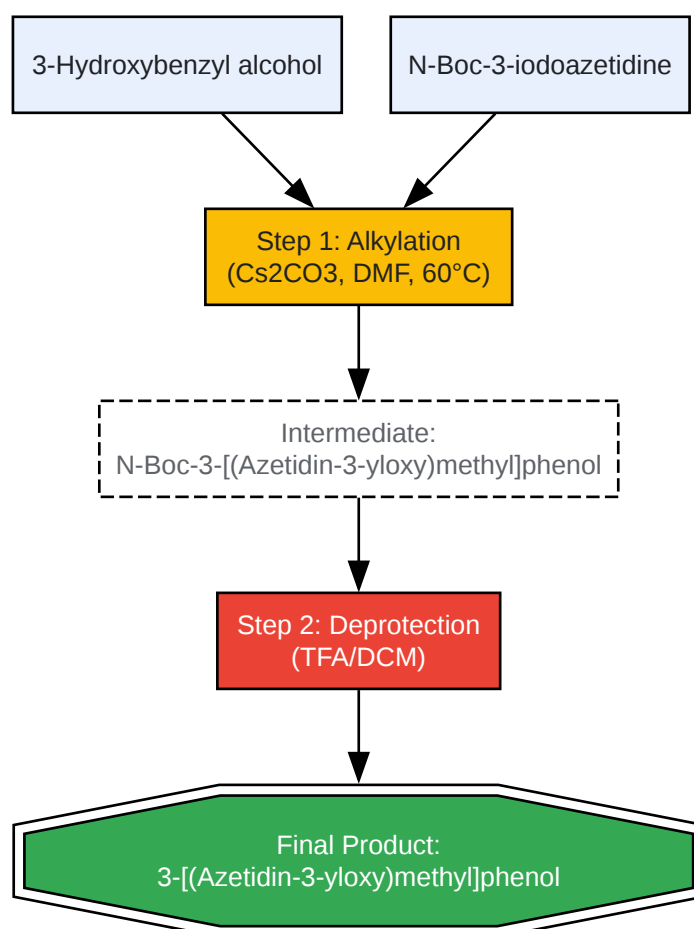 3-Hydroxybenzyl alcohol
N-Boc-3-iodoazetidine
Step 1: Alkylation
(Cs2CO3, DMF, 60°C)
Intermediate:
N-Boc-3-[(Azetidin-3-yloxy)methyl]phenol
Step 2: Deprotection
(TFA/DCM)
Final Product:
3-[(Azetidin-3-yloxy)methyl]phenol